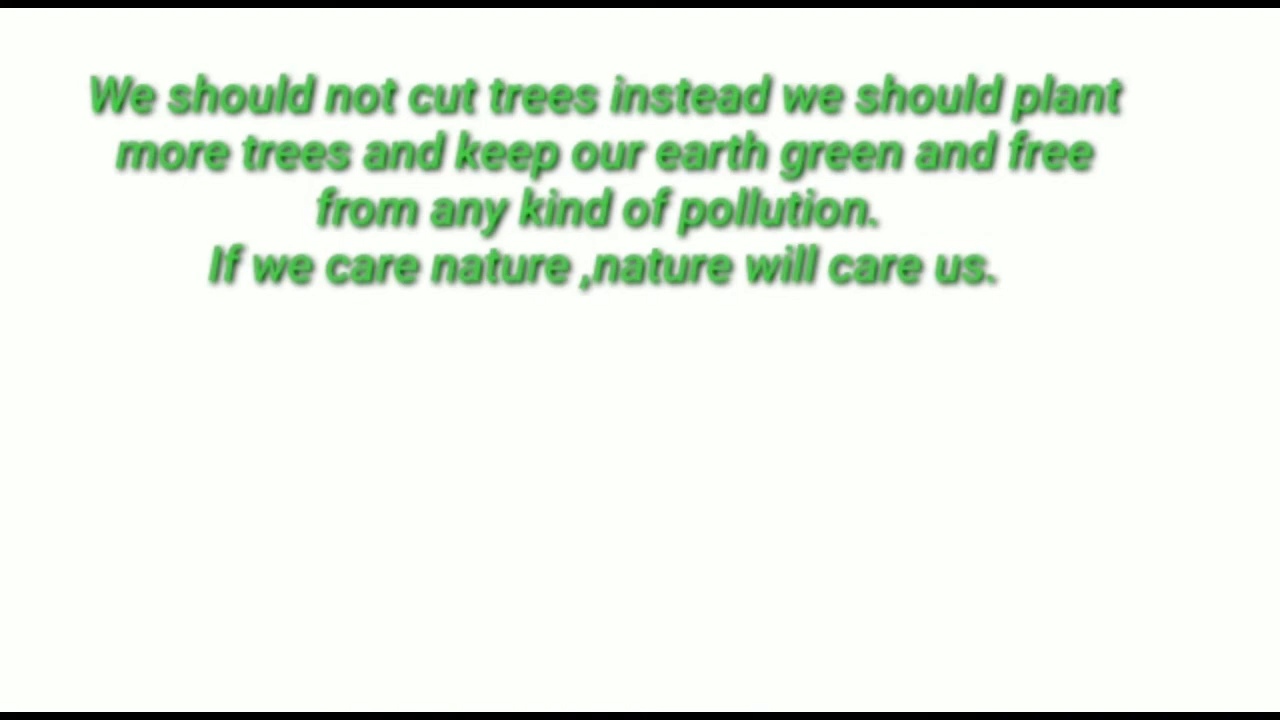 We should not cut trees instead we should plant
more trees and keep our earth green and free
from any kind of pollution.
If we care nature ,nature will care us.